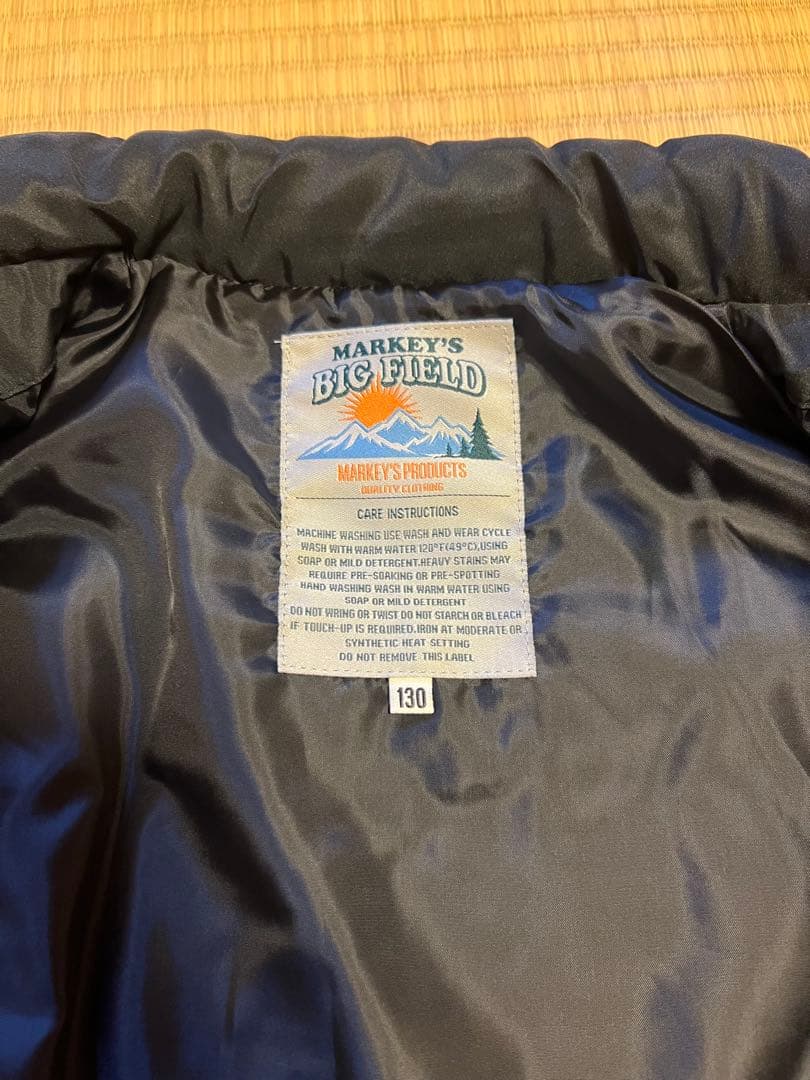 MARKEY'S
BIG FIELD
MARKEY'S PRODUCTS
QUALITY CLOTHING
CARE INSTRUCTIONS
MACHINE WASHING USE WASH AND WEAR CYCLE
WASH WITH WARM WATER 120°F(49°C),USING
SOAP OR MILD DETERGENT.HEAVY STAINS MAY
REQUIRE PRE-SOAKING OR PRE-SPOTTING
HAND WASHING WASH IN WARM WATER USING
SOAP OR MILD DETERGENT
DO NOT WRING OR TWIST DO NOT STARCH OR BLEACH
IF TOUCH-UP IS REQUIRED.IRON AT MODERATE OR
SYNTHETIC HEAT SETTING
DO NOT REMOVE THIS LABEL
130